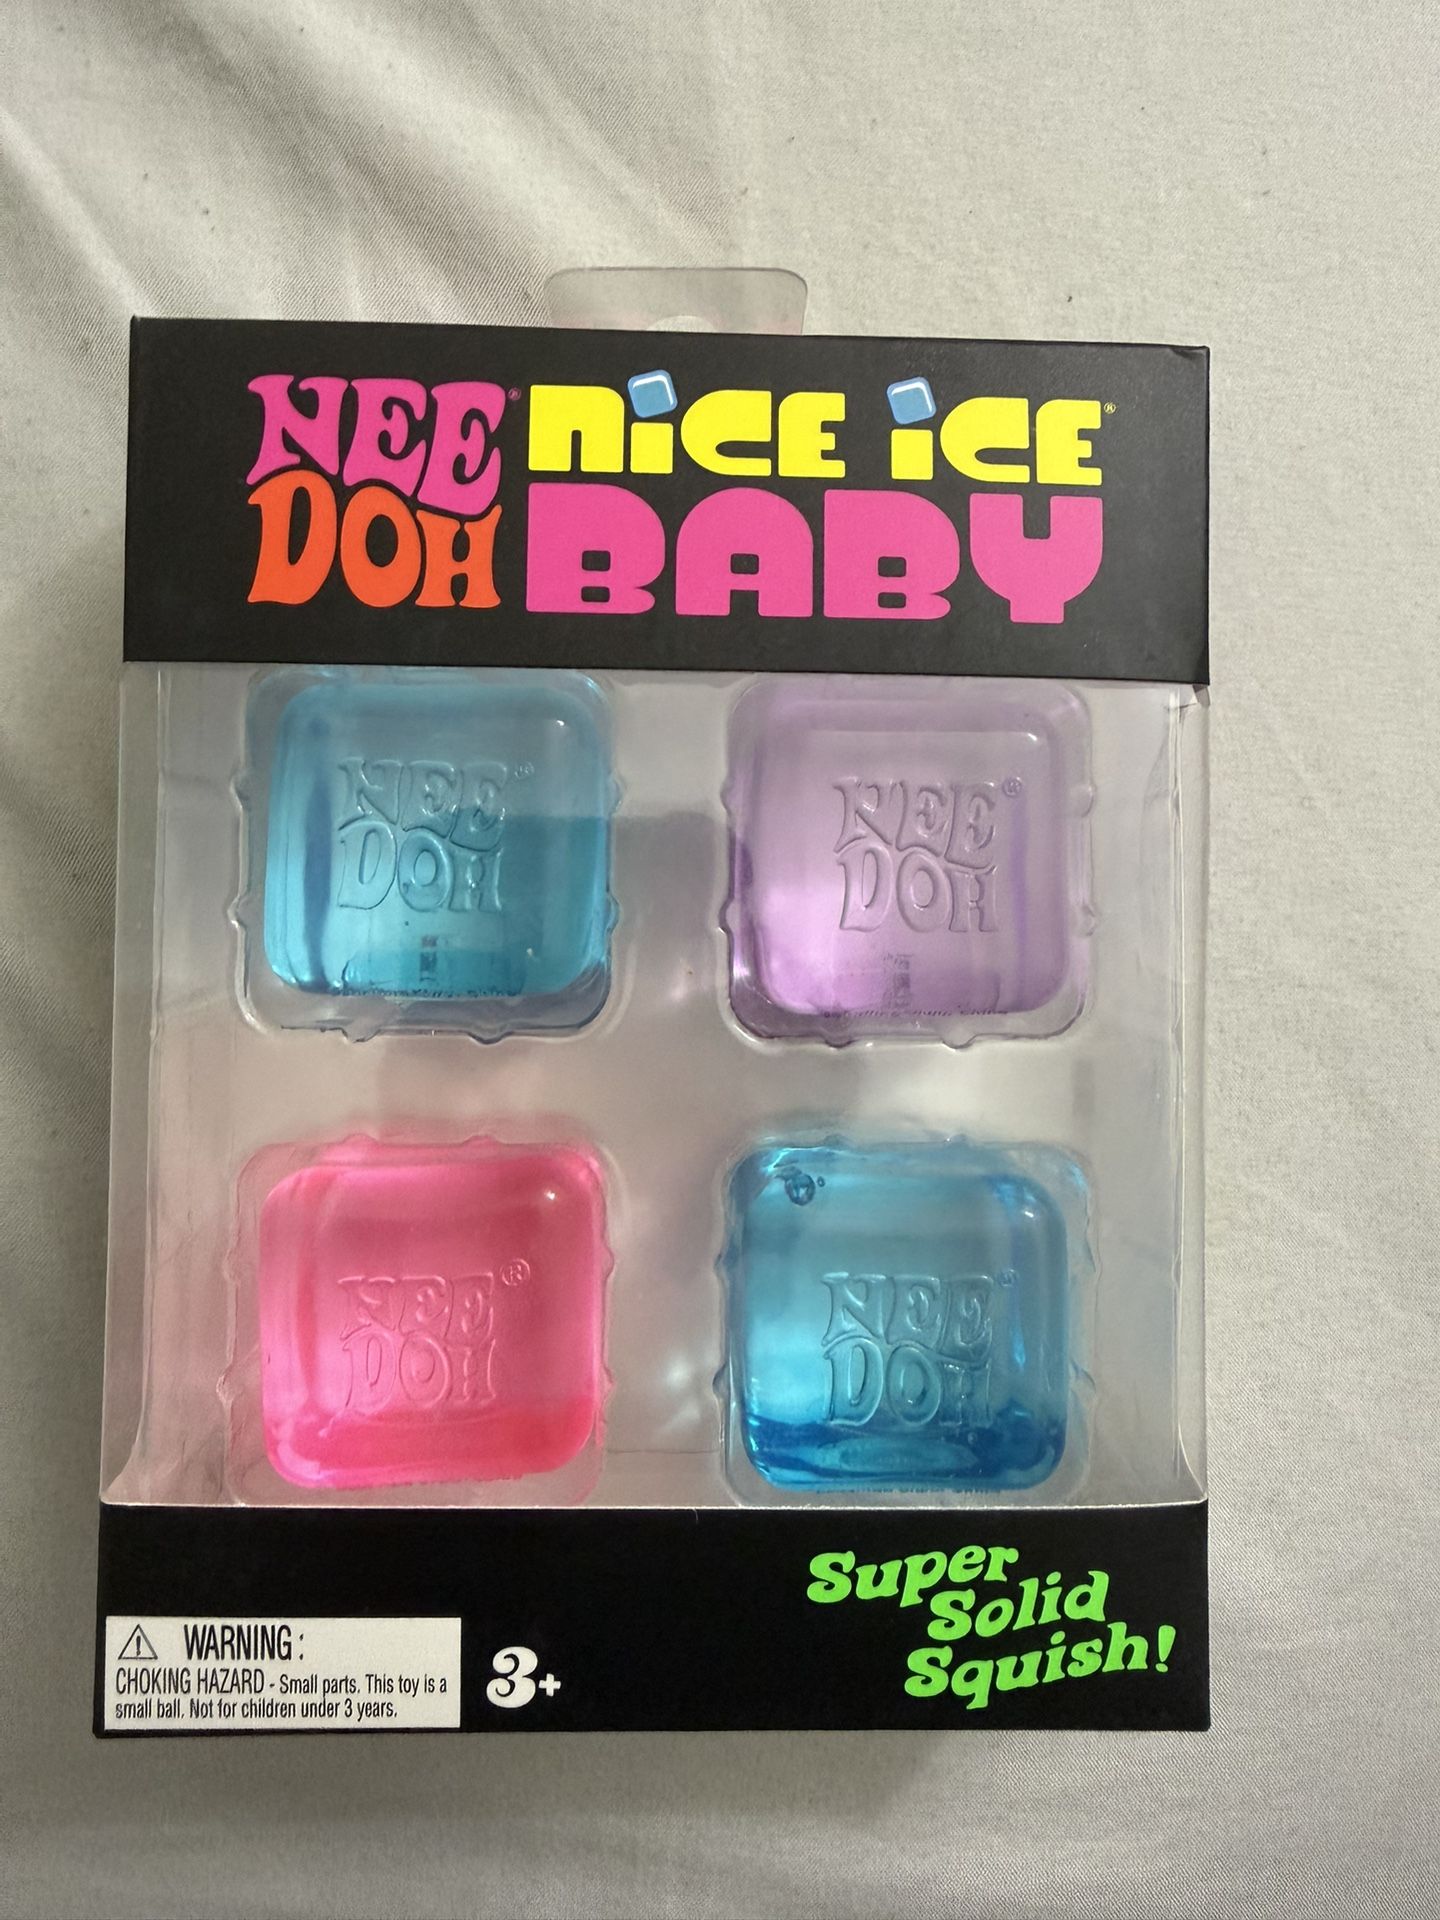 NEE® NiCE iCE®
DOH BABY
NEE®
DOH
NEE®
DOH
NEE®
DOH
NEE®
DOH
Super
Solid
Squish!
⚠ WARNING:
CHOKING HAZARD - Small parts. This toy is a
small ball. Not for children under 3 years.
3+